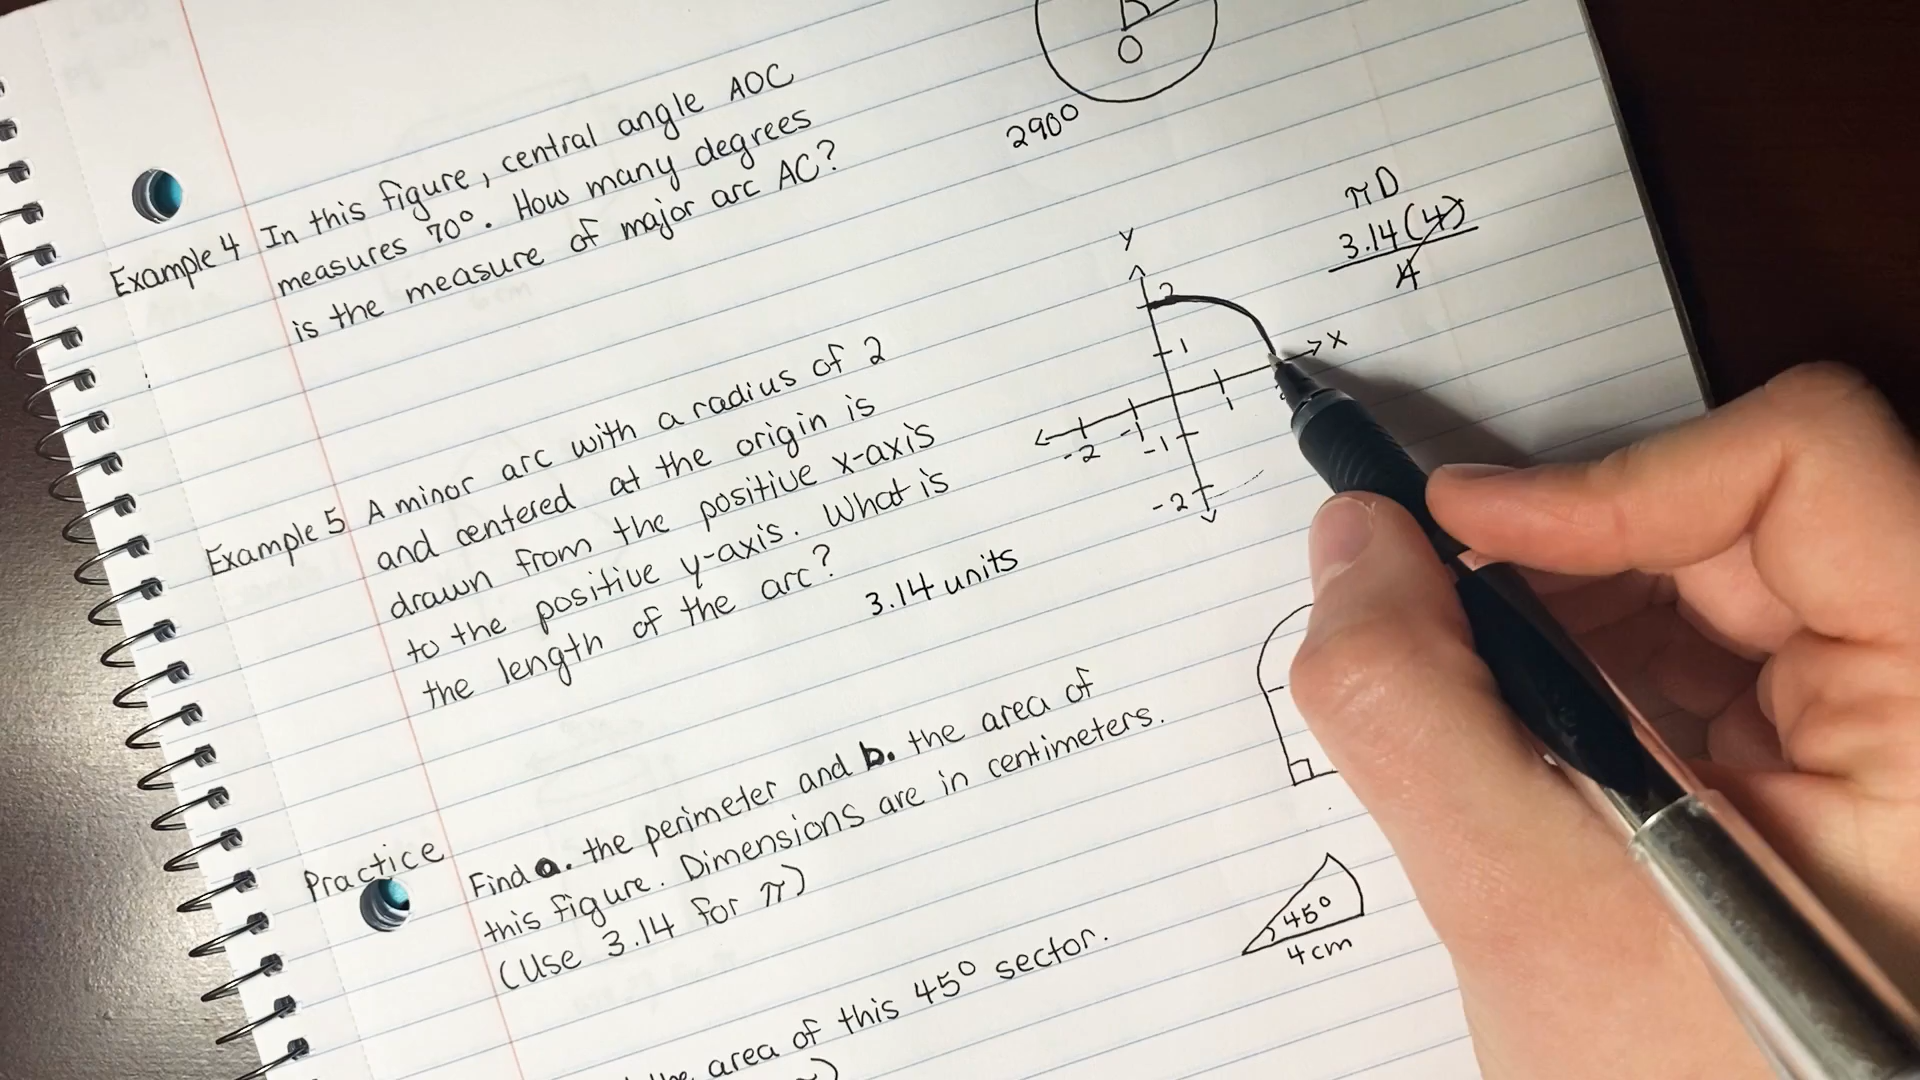 O
290°
Example 4 In this figure, central angle AOC
measures 70°. How many degrees
is the measure of major arc AC?
πD
3.14(4)
4
y
2
1
x
1
-2
-1
-1
-2
Example 5 A minor arc with a radius of 2
and centered at the origin is
drawn from the positive x-axis
to the positive y-axis. What is
the length of the arc?
3.14 units
Practice Find a. the perimeter and b. the area of
this figure. Dimensions are in centimeters.
(Use 3.14 for π)
45°
4cm
the area of this 45° sector.